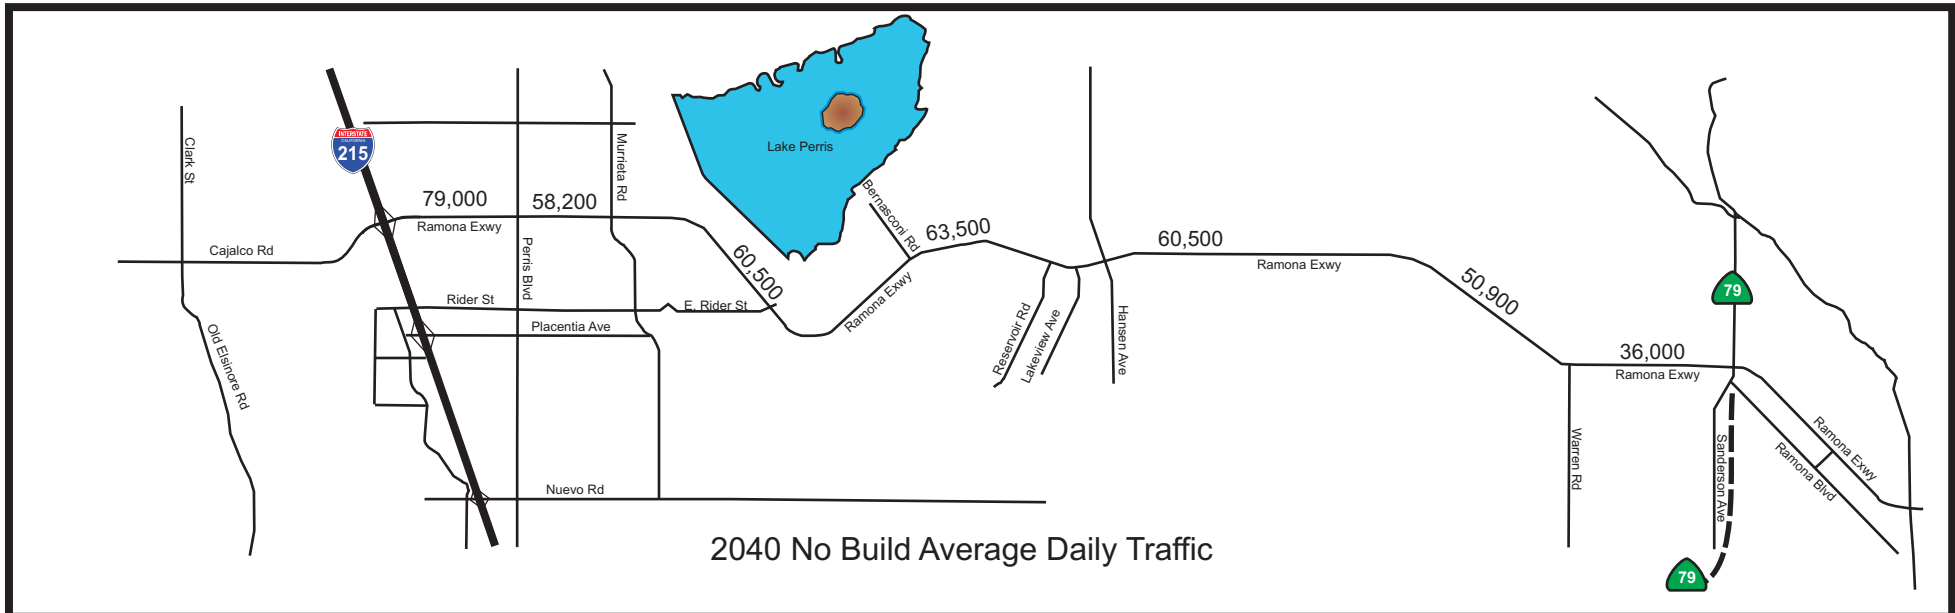 Clark St
INTERSTATE
CALIFORNIA
215
Murrieta Rd
Lake Perris
79,000
58,200
Ramona Exwy
Cajalco Rd
Perris Blvd
Bernasconi Rd
63,500
60,500
Ramona Exwy
60,500
Ramona Exwy
50,900
79
Rider St
E. Rider St
Placentia Ave
Old Elsinore Rd
Reservoir Rd
Lakeview Ave
Hansen Ave
36,000
Ramona Exwy
Warren Rd
Sanderson Ave
Ramona Exwy
Ramona Blvd
Nuevo Rd
2040 No Build Average Daily Traffic
79